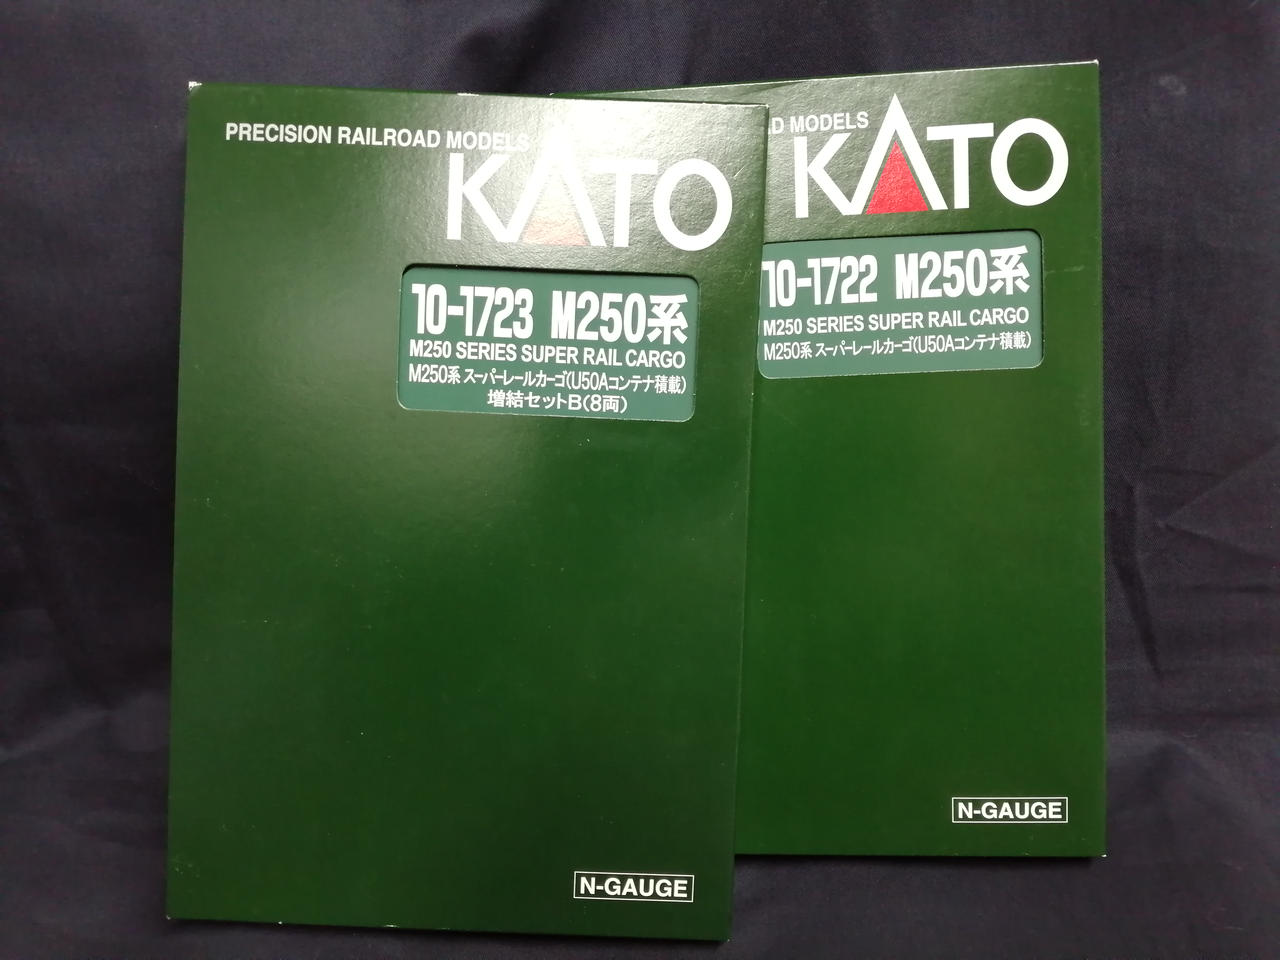 PRECISION RAILROAD MODELS
KATO
10-1723 M250系
M250 SERIES SUPER RAIL CARGO
M250系 スーパーレールカーゴ(U50Aコンテナ積載)
増結セットB(8両)
N-GAUGE
MODELS
KATO
10-1722 M250系
M250 SERIES SUPER RAIL CARGO
M250系 スーパーレールカーゴ(U50Aコンテナ積載)
N-GAUGE